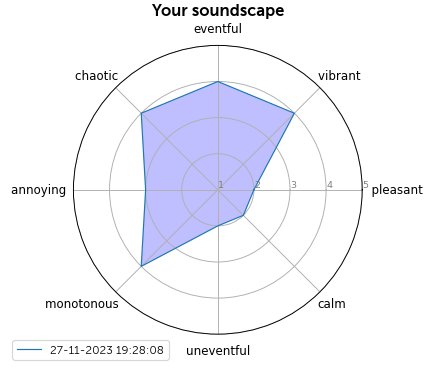 Your soundscape
eventful
chaotic
vibrant
annoying
1
2
3
4
5
pleasant
monotonous
calm
uneventful
27-11-2023 19:28:08